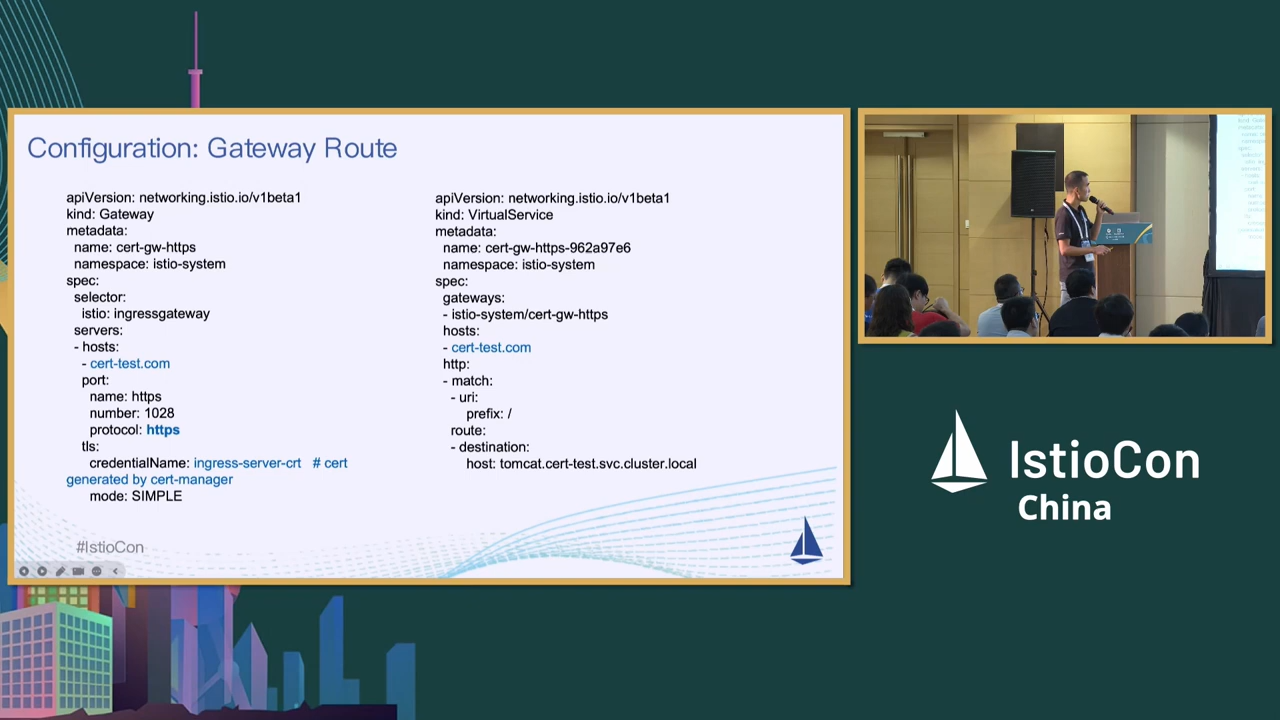 Configuration: Gateway Route
apiVersion: networking.istio.io/v1beta1
kind: Gateway
metadata:
  name: cert-gw-https
  namespace: istio-system
spec:
  selector:
    istio: ingressgateway
  servers:
  - hosts:
    - cert-test.com
    port:
      name: https
      number: 1028
      protocol: https
    tls:
      credentialName: ingress-server-crt   # cert
generated by cert-manager
      mode: SIMPLE
apiVersion: networking.istio.io/v1beta1
kind: VirtualService
metadata:
  name: cert-gw-https-962a97e6
  namespace: istio-system
spec:
  gateways:
  - istio-system/cert-gw-https
  hosts:
  - cert-test.com
  http:
  - match:
    - uri:
        prefix: /
    route:
    - destination:
        host: tomcat.cert-test.svc.cluster.local
#IstioCon
IstioCon
China